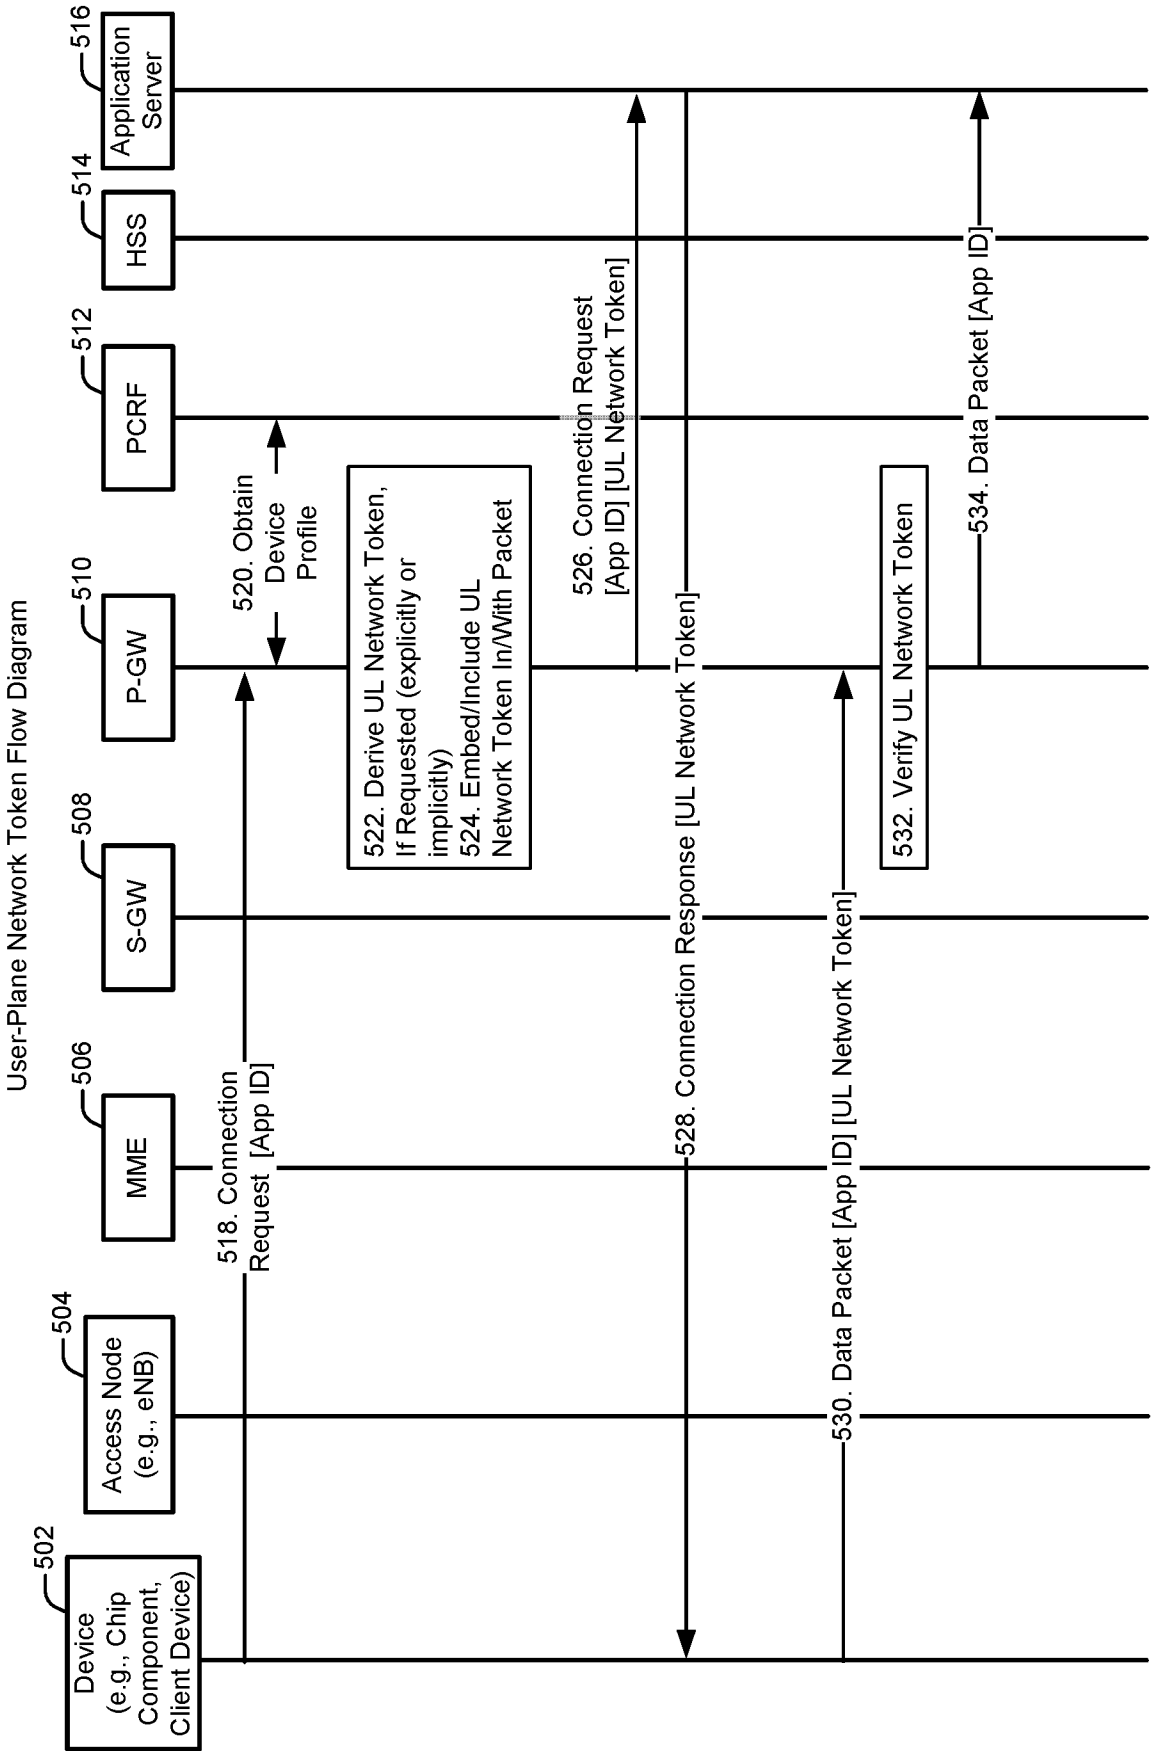 User-Plane Network Token Flow Diagram
502
Device
(e.g., Chip
Component,
Client Device)
504
Access Node
(e.g., eNB)
506
MME
508
S-GW
510
P-GW
512
PCRF
514
HSS
516
Application
Server
518. Connection
Request [App ID]
520. Obtain
Device
Profile
522. Derive UL Network Token,
If Requested (explicitly or
implicitly)
524. Embed/Include UL
Network Token In/With Packet
526. Connection Request
[App ID] [UL Network Token]
528. Connection Response [UL Network Token]
530. Data Packet [App ID] [UL Network Token]
532. Verify UL Network Token
534. Data Packet [App ID]